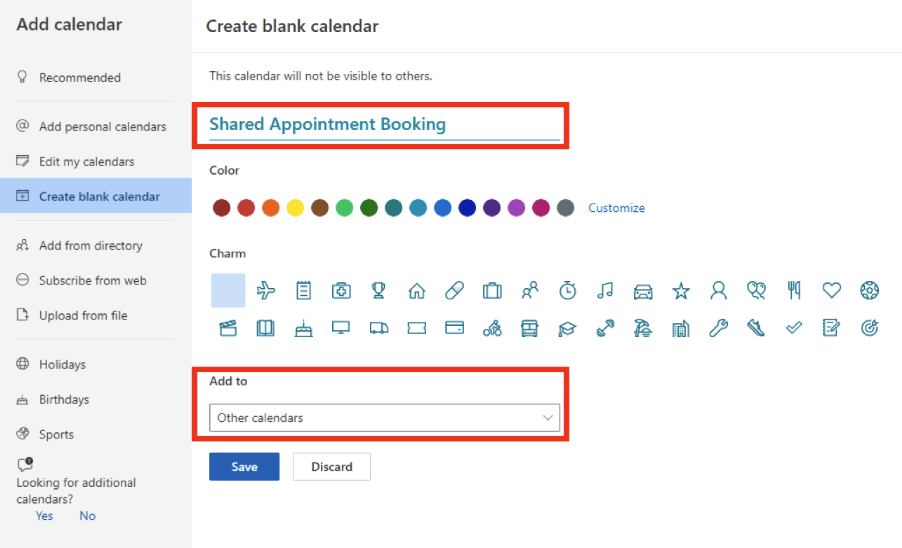 Add calendar
Recommended
Add personal calendars
Edit my calendars
Create blank calendar
Add from directory
Subscribe from web
Upload from file
Holidays
Birthdays
Sports
Looking for additional
calendars?
Yes No
Create blank calendar
This calendar will not be visible to others.
Shared Appointment Booking
Color
Customize
Charm
Add to
Other calendars
Save Discard